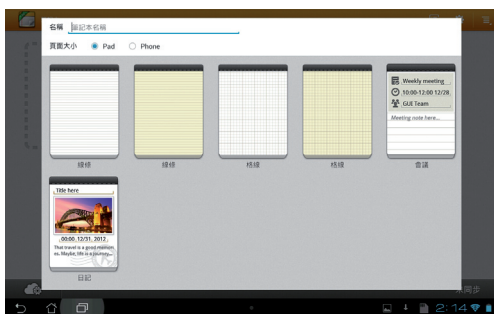 名稱 筆記本名稱
頁面大小 Pad Phone
Weekly meeting
10:00-12:00 12/28
GUI Team
Meeting note here...
線條 線條 格線 格線 會議
Title here
00:00 12/31, 2012
That travel is a good memori-
es. Maybe, life is a journey,...
日記
未同步
2:14